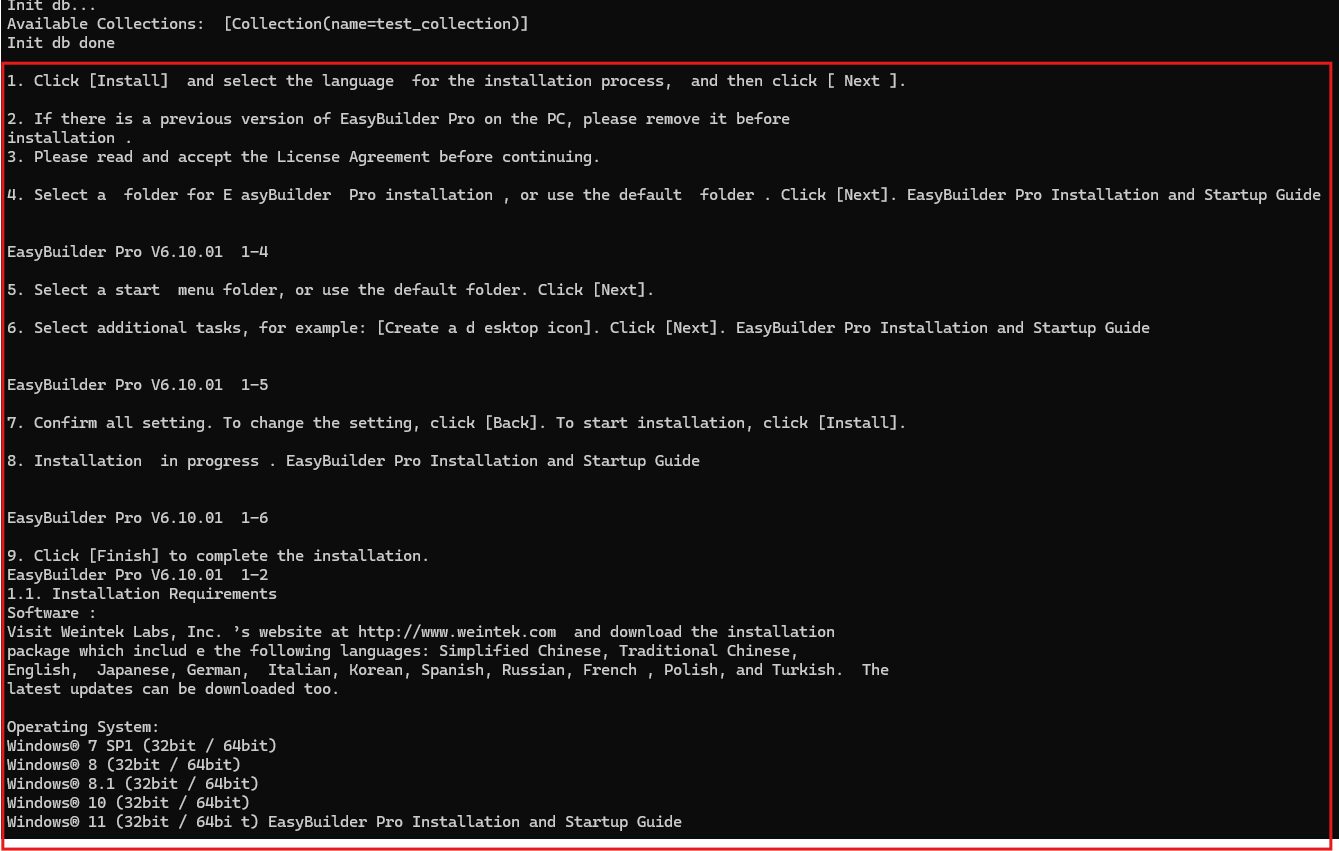 Init db...
Available Collections:  [Collection(name=test_collection)]
Init db done
1. Click [Install]  and select the language  for the installation process,  and then click [ Next ].
2. If there is a previous version of EasyBuilder Pro on the PC, please remove it before
installation .
3. Please read and accept the License Agreement before continuing.
4. Select a  folder for E asyBuilder  Pro installation , or use the default  folder . Click [Next]. EasyBuilder Pro Installation and Startup Guide
EasyBuilder Pro V6.10.01  1-4
5. Select a start  menu folder, or use the default folder. Click [Next].
6. Select additional tasks, for example: [Create a d esktop icon]. Click [Next]. EasyBuilder Pro Installation and Startup Guide
EasyBuilder Pro V6.10.01  1-5
7. Confirm all setting. To change the setting, click [Back]. To start installation, click [Install].
8. Installation  in progress . EasyBuilder Pro Installation and Startup Guide
EasyBuilder Pro V6.10.01  1-6
9. Click [Finish] to complete the installation.
EasyBuilder Pro V6.10.01  1-2
1.1. Installation Requirements
Software :
Visit Weintek Labs, Inc. ’s website at http://www.weintek.com  and download the installation
package which includ e the following languages: Simplified Chinese, Traditional Chinese,
English,  Japanese, German,  Italian, Korean, Spanish, Russian, French , Polish, and Turkish.  The
latest updates can be downloaded too.
Operating System:
Windows® 7 SP1 (32bit / 64bit)
Windows® 8 (32bit / 64bit)
Windows® 8.1 (32bit / 64bit)
Windows® 10 (32bit / 64bit)
Windows® 11 (32bit / 64bi t) EasyBuilder Pro Installation and Startup Guide